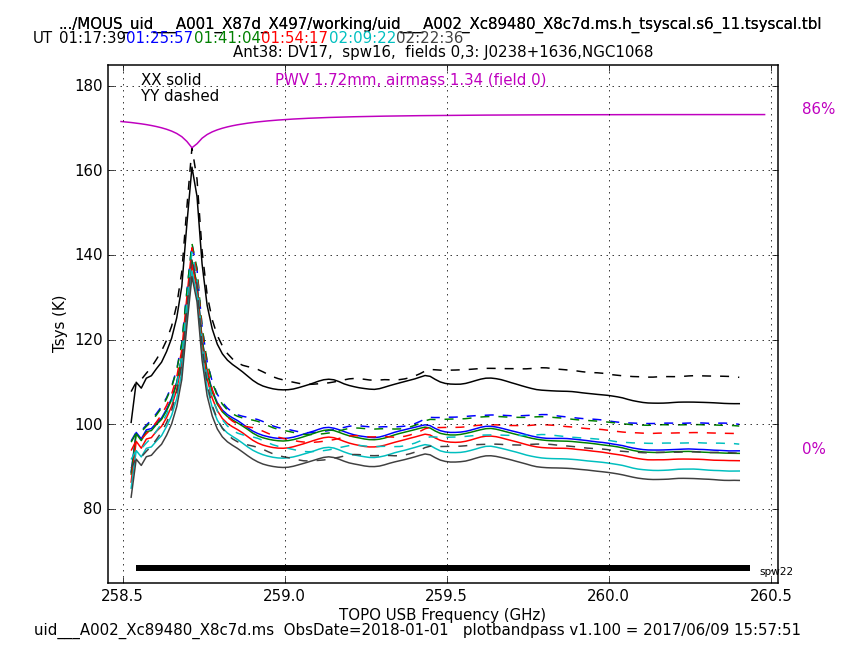 .../MOUS_uid___A001_X87d_X497/working/uid___A002_Xc89480_X8c7d.ms.h_tsyscal.s6_11.tsyscal.tbl
UT 01:17:39 01:25:57 01:41:04 01:54:17 02:09:22 02:22:36
Ant38: DV17, spw16, fields 0,3: J0238+1636,NGC1068
XX solid PWV 1.72mm, airmass 1.34 (field 0)
YY dashed
86%
0%
180
160
140
120
100
80
Tsys (K)
spw22
258.5 259.0 259.5 260.0 260.5
TOPO USB Frequency (GHz)
uid___A002_Xc89480_X8c7d.ms ObsDate=2018-01-01 plotbandpass v1.100 = 2017/06/09 15:57:51